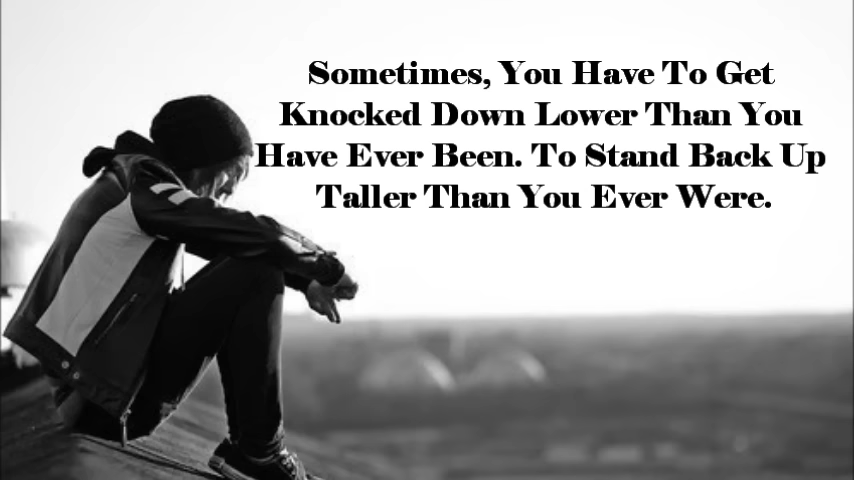 Sometimes, You Have To Get
Knocked Down Lower Than You
Have Ever Been. To Stand Back Up
Taller Than You Ever Were.